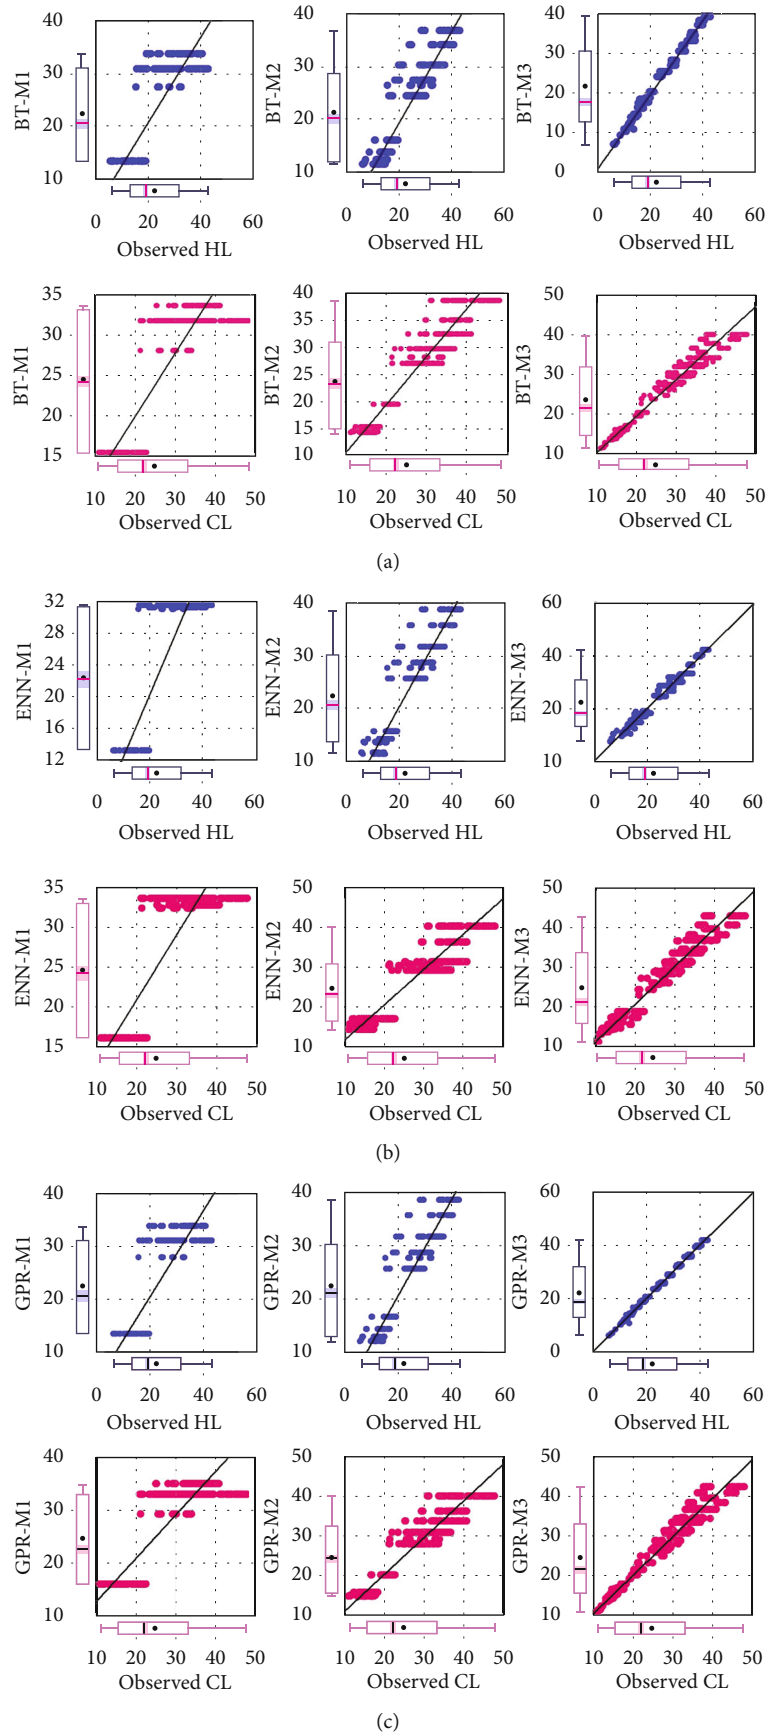 40 40 40
30 30 30
20 20 20
10
10 10 0
BT-M1 BT-M2 BT-M3
0 20 40 60 0 20 40 60 0 20 40 60
Observed HL Observed HL Observed HL
35 40 50
35
30 30 40
25 25 30
20 20 20
15
15 10 10
BT-M1 BT-M2 BT-M3
10 20 30 40 50 10 20 30 40 50 10 20 30 40 50
Observed CL Observed CL Observed CL
(a)
32 40 60
28 30 40
22
20 20
16
12 10 10
ENN-M1 ENN-M2 ENN-M3
0 20 40 60 0 20 40 60 0 20 40 60
Observed HL Observed HL Observed HL
35 50 50
30 40 40
25 30 30
20 20 20
15 10 10
ENN-M1 ENN-M2 ENN-M3
10 20 30 40 50 10 20 30 40 50 10 20 30 40 50
Observed CL Observed CL Observed CL
(b)
40 40 60
30 30 40
20 20 20
10 10 0
GPR-M1 GPR-M2 GPR-M3
0 20 40 60 0 20 40 60 0 20 40 60
Observed HL Observed HL Observed HL
40 50 50
30 40 40
30 30
20 20 20
10 10 10
GPR-M1 GPR-M2 GPR-M3
10 20 30 40 50 10 20 30 40 50 10 20 30 40 50
Observed CL Observed CL Observed CL
(c)